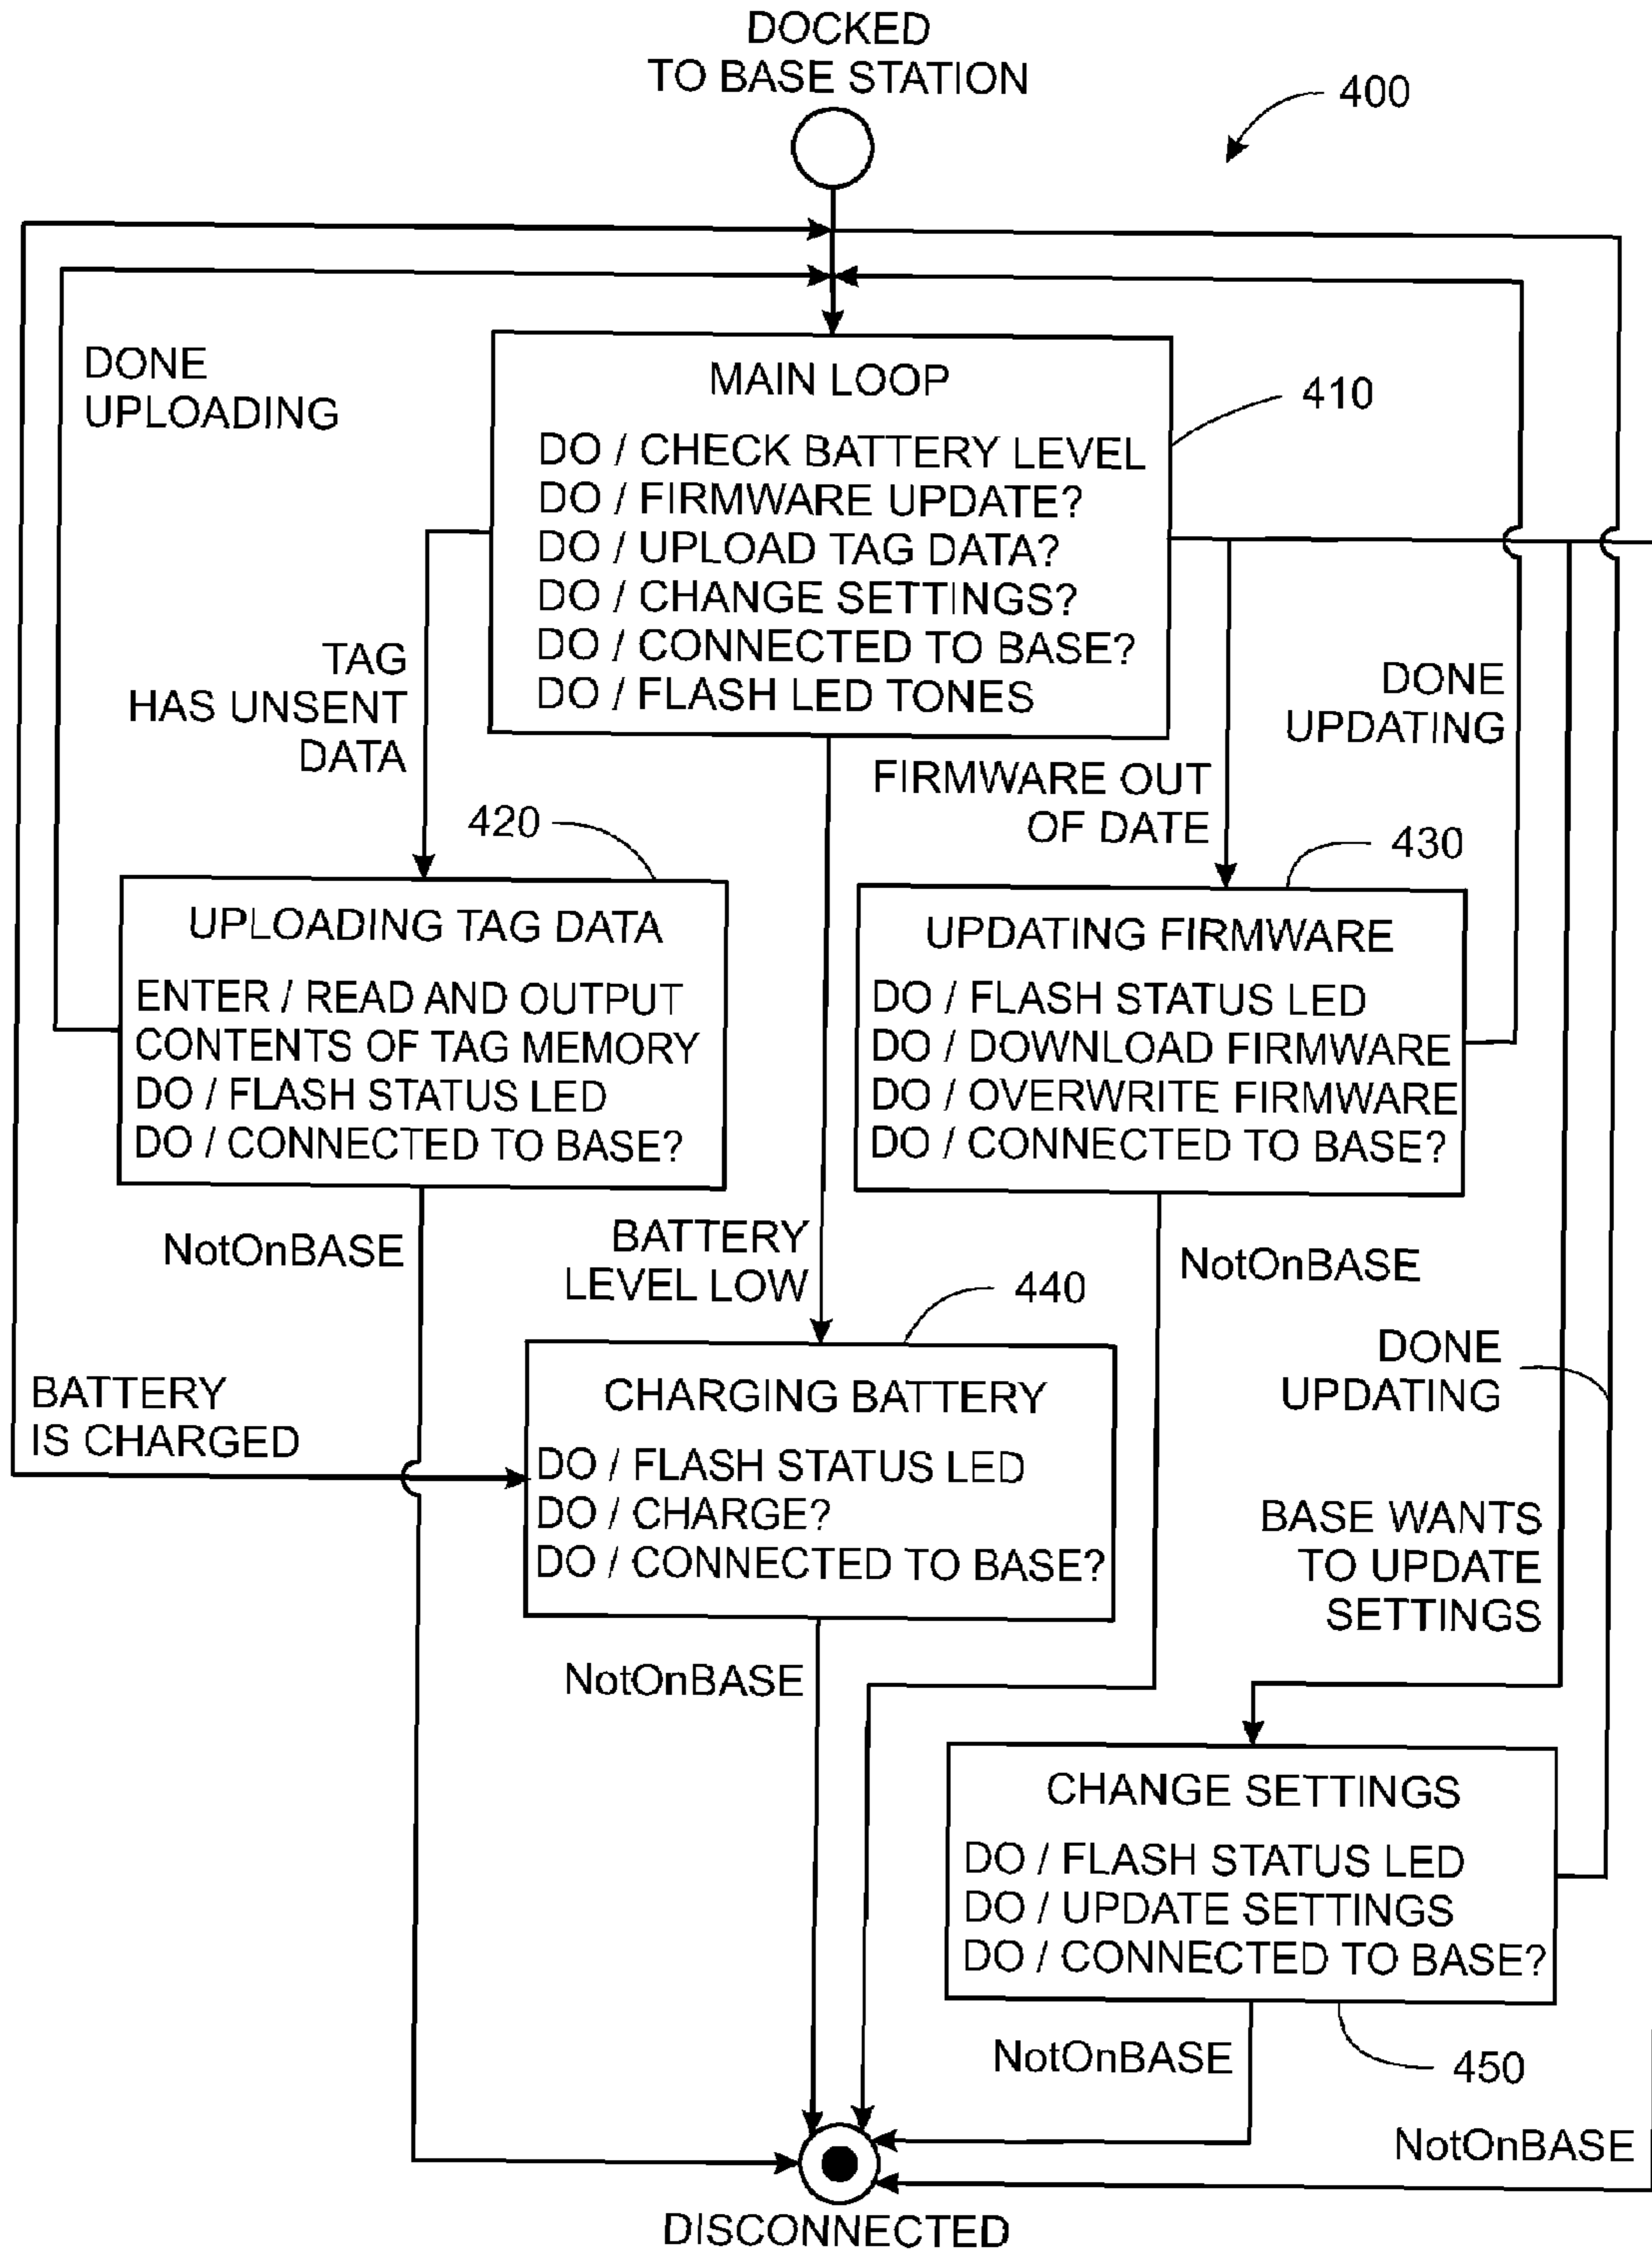 DOCKED
TO BASE STATION
400
MAIN LOOP
DO / CHECK BATTERY LEVEL
DO / FIRMWARE UPDATE?
DO / UPLOAD TAG DATA?
DO / CHANGE SETTINGS?
DO / CONNECTED TO BASE?
DO / FLASH LED TONES
410
DONE
UPLOADING
TAG
HAS UNSENT
DATA
DONE
UPDATING
FIRMWARE OUT
OF DATE
420
430
UPLOADING TAG DATA
ENTER / READ AND OUTPUT
CONTENTS OF TAG MEMORY
DO / FLASH STATUS LED
DO / CONNECTED TO BASE?
UPDATING FIRMWARE
DO / FLASH STATUS LED
DO / DOWNLOAD FIRMWARE
DO / OVERWRITE FIRMWARE
DO / CONNECTED TO BASE?
NotOnBASE
BATTERY
LEVEL LOW
NotOnBASE
440
BATTERY
IS CHARGED
CHARGING BATTERY
DO / FLASH STATUS LED
DO / CHARGE?
DO / CONNECTED TO BASE?
DONE
UPDATING
BASE WANTS
TO UPDATE
SETTINGS
NotOnBASE
CHANGE SETTINGS
DO / FLASH STATUS LED
DO / UPDATE SETTINGS
DO / CONNECTED TO BASE?
NotOnBASE
450
NotOnBASE
DISCONNECTED